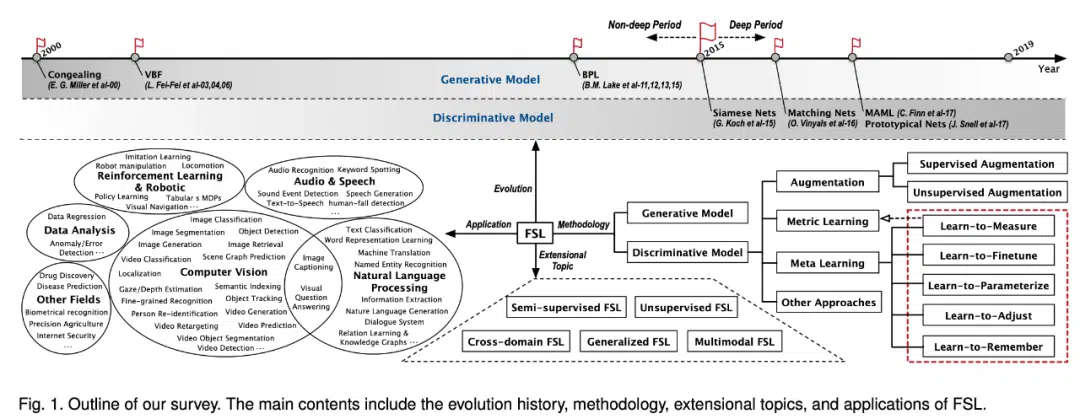 Non-deep Period
Deep Period
2000
2015
2019
Year
Congealing
(E. G. Miller et al-00)
VBF
(L. Fei-Fei et al-03,04,06)
Generative Model
BPL
(B.M. Lake et al-11,12,13,15)
Discriminative Model
Siamese Nets
(G. Koch et al-15)
Matching Nets
(O. Vinyals et al-16)
MAML (C. Finn et al-17)
Prototypical Nets (J. Snell et al-17)
Imitation Learning
Robot manipulation Locomotion
Reinforcement Learning
& Robotic
Policy Learning Tabular s MDPs
Visual Navigation ···
Audio Recognition Keyword Spotting
Audio & Speech
Sound Event Detection Speech Generation
Text-to-Speech human-fall detection
···
Data Regression
Data Analysis
Anomaly/Error
Detection ···
Drug Discovery
Disease Prediction
Other Fields
Biometrical recognition
Precision Agriculture
Internet Security
···
Image Classification
Image Segmentation Object Detection
Image Generation Image Retrieval
Video Classification Scene Graph Prediction
Localization Computer Vision
Gaze/Depth Estimation Semantic Indexing
Fine-grained Recognition Object Tracking
Person Re-identification Video Generation
Video Retargeting Video Prediction
Video Object Segmentation
Video Detection ···
Image
Captioning
Visual
Question
Answering
Text Classification
Word Representation Learning
Machine Translation
Named Entity Recognition
Natural Language
Processing
Information Extraction
Nature Language Generation
Dialogue System
Relation Learning &
Knowledge Graphs ···
Evolution
Application
FSL
Methodology
Extensional
Topic
Semi-supervised FSL
Unsupervised FSL
Cross-domain FSL
Generalized FSL
Multimodal FSL
Generative Model
Discriminative Model
Augmentation
Metric Learning
Meta Learning
Other Approaches
Supervised Augmentation
Unsupervised Augmentation
Learn-to-Measure
Learn-to-Finetune
Learn-to-Parameterize
Learn-to-Adjust
Learn-to-Remember
Fig. 1. Outline of our survey. The main contents include the evolution history, methodology, extensional topics, and applications of FSL.